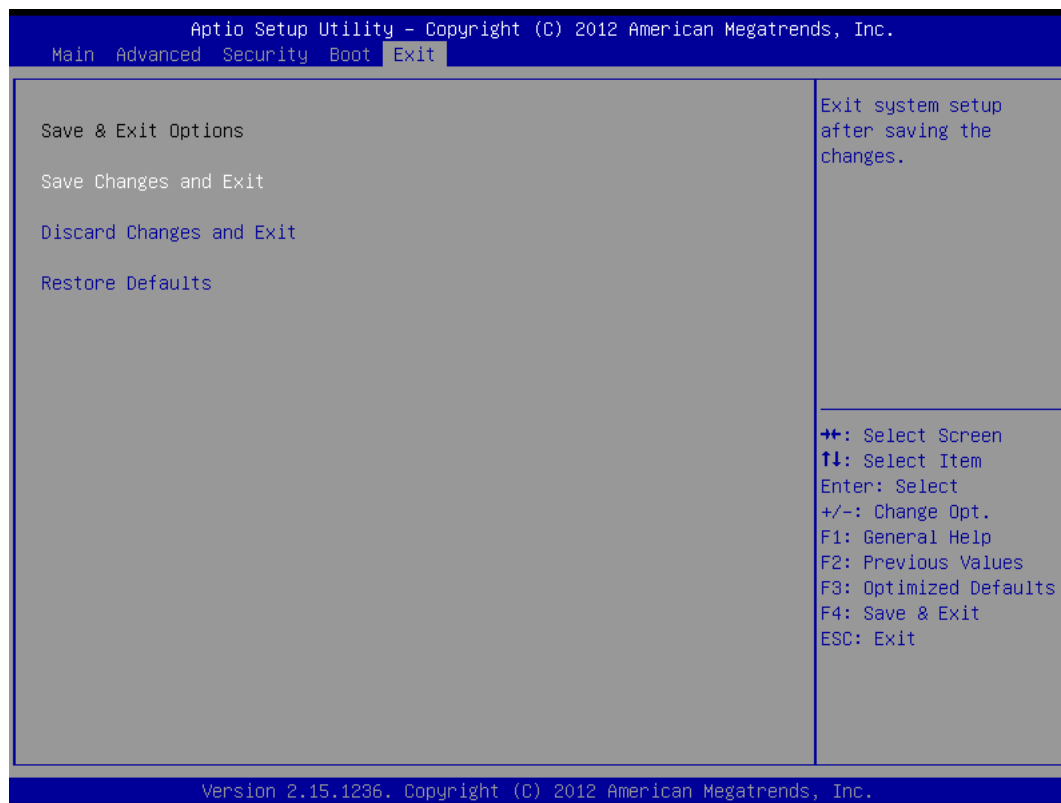 Aptio Setup Utility – Copyright (C) 2012 American Megatrends, Inc.
Main Advanced Security Boot Exit
Save & Exit Options
Save Changes and Exit
Discard Changes and Exit
Restore Defaults
Exit system setup
after saving the
changes.
→←: Select Screen
↑↓: Select Item
Enter: Select
+/-: Change Opt.
F1: General Help
F2: Previous Values
F3: Optimized Defaults
F4: Save & Exit
ESC: Exit
Version 2.15.1236. Copyright (C) 2012 American Megatrends, Inc.